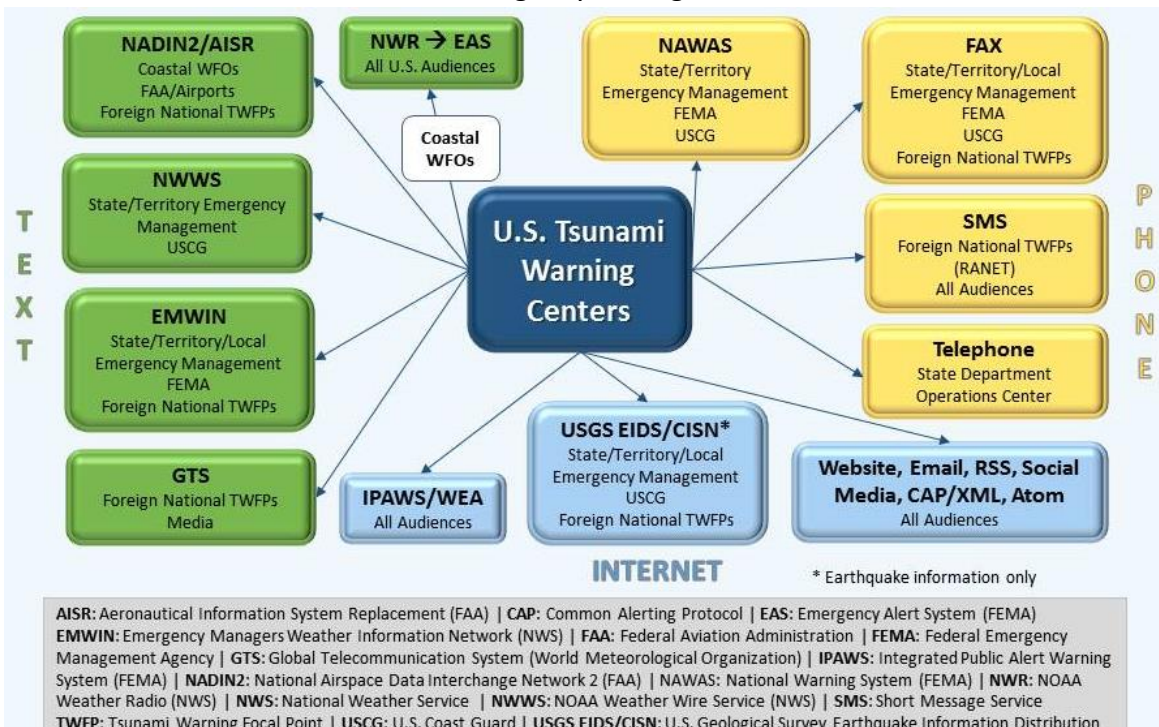 NADIN2/AISR
Coastal WFOs
FAA/Airports
Foreign National TWFPs
NWR → EAS
All U.S. Audiences
Coastal
WFOs
NAWAS
State/Territory
Emergency Management
FEMA
USCG
FAX
State/Territory/Local
Emergency Management
FEMA
USCG
Foreign National TWFPs
TEXT
NWWS
State/Territory Emergency
Management
USCG
U.S. Tsunami
Warning
Centers
SMS
Foreign National TWFPs
(RANET)
All Audiences
PHONE
EMWIN
State/Territory/Local
Emergency Management
FEMA
Foreign National TWFPs
Telephone
State Department
Operations Center
GTS
Foreign National TWFPs
Media
IPAWS/WEA
All Audiences
USGS EIDS/CISN*
State/Territory/Local
Emergency Management
USCG
Foreign National TWFPs
Website, Email, RSS, Social
Media, CAP/XML, Atom
All Audiences
INTERNET
* Earthquake information only
AISR: Aeronautical Information System Replacement (FAA) | CAP: Common Alerting Protocol | EAS: Emergency Alert System (FEMA)
EMWIN: Emergency Managers Weather Information Network (NWS) | FAA: Federal Aviation Administration | FEMA: Federal Emergency
Management Agency | GTS: Global Telecommunication System (World Meteorological Organization) | IPAWS: Integrated Public Alert Warning
System (FEMA) | NADIN2: National Airspace Data Interchange Network 2 (FAA) | NAWAS: National Warning System (FEMA) | NWR: NOAA
Weather Radio (NWS) | NWS: National Weather Service | NWWS: NOAA Weather Wire Service (NWS) | SMS: Short Message Service
TWFP: Tsunami Warning Focal Point | USCG: U.S. Coast Guard | USGS EIDS/CISN: U.S. Geological Survey Earthquake Information Distribution